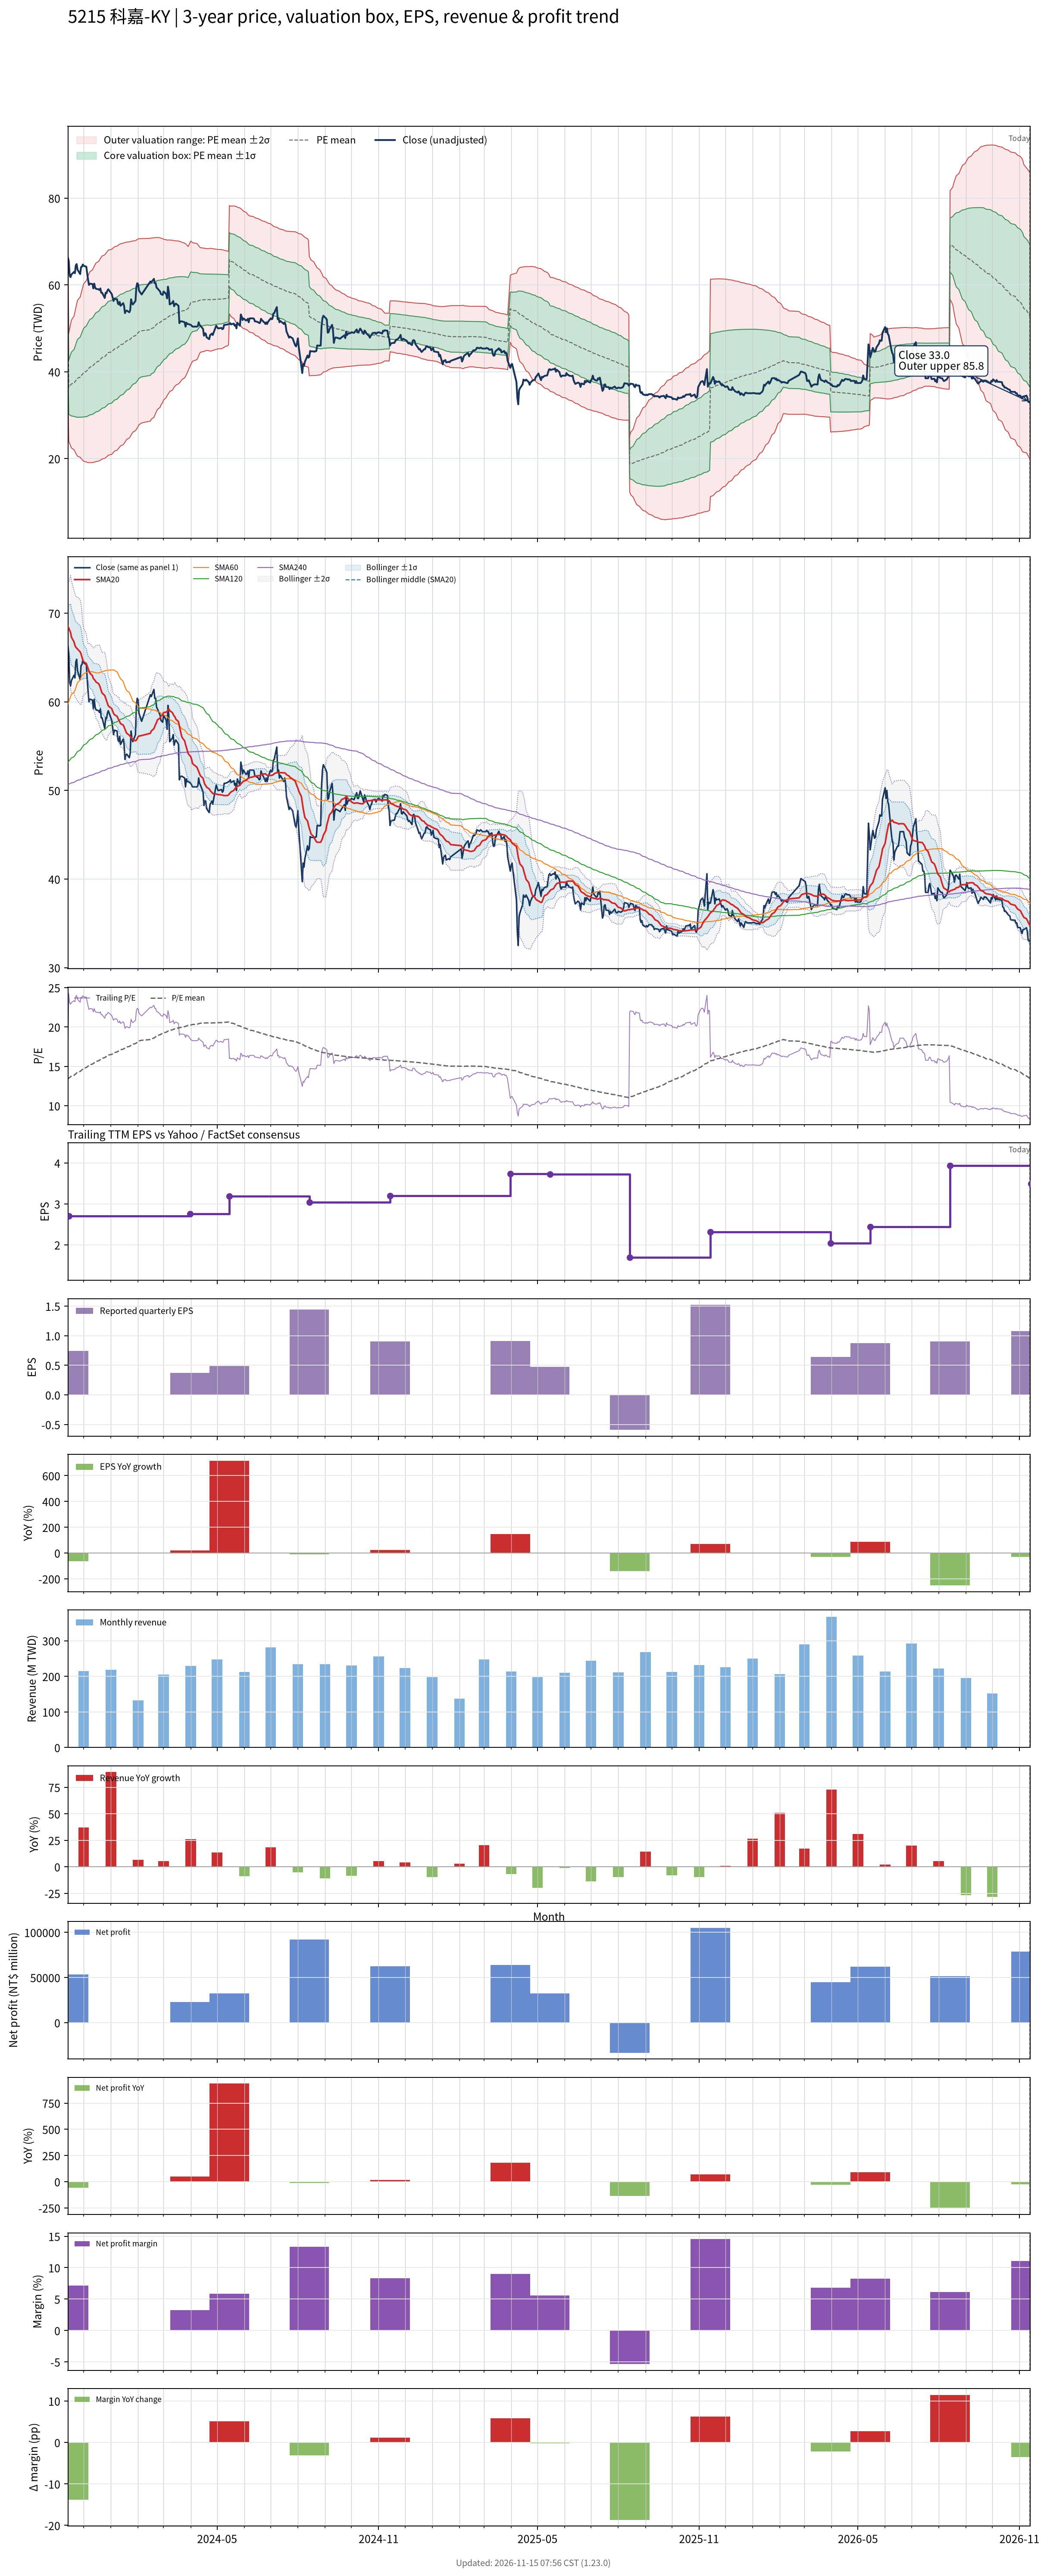 5215 科嘉-KY | 3-year price, valuation box, EPS, revenue & profit trend
Outer valuation range: PE mean ±2σ
Core valuation box: PE mean ±1σ
PE mean
Close (unadjusted)
Today
80
60
40
20
Price (TWD)
Close 33.0
Outer upper 85.8
Close (same as panel 1)
SMA20
SMA60
SMA120
SMA240
Bollinger ±2σ
Bollinger ±1σ
Bollinger middle (SMA20)
70
60
50
40
30
Price
Trailing P/E
P/E mean
25
20
15
10
P/E
Trailing TTM EPS vs Yahoo / FactSet consensus
Today
4
3
2
EPS
Reported quarterly EPS
1.5
1.0
0.5
0.0
-0.5
EPS
EPS YoY growth
600
400
200
0
-200
YoY (%)
Monthly revenue
300
200
100
0
Revenue (M TWD)
Revenue YoY growth
75
50
25
0
-25
YoY (%)
Month
Net profit
100000
50000
0
Net profit (NT$ million)
Net profit YoY
750
500
250
0
-250
YoY (%)
Net profit margin
15
10
5
0
-5
Margin (%)
Margin YoY change
10
0
-10
-20
Δ margin (pp)
2024-05
2024-11
2025-05
2025-11
2026-05
2026-11
Updated: 2026-11-15 07:56 CST (1.23.0)